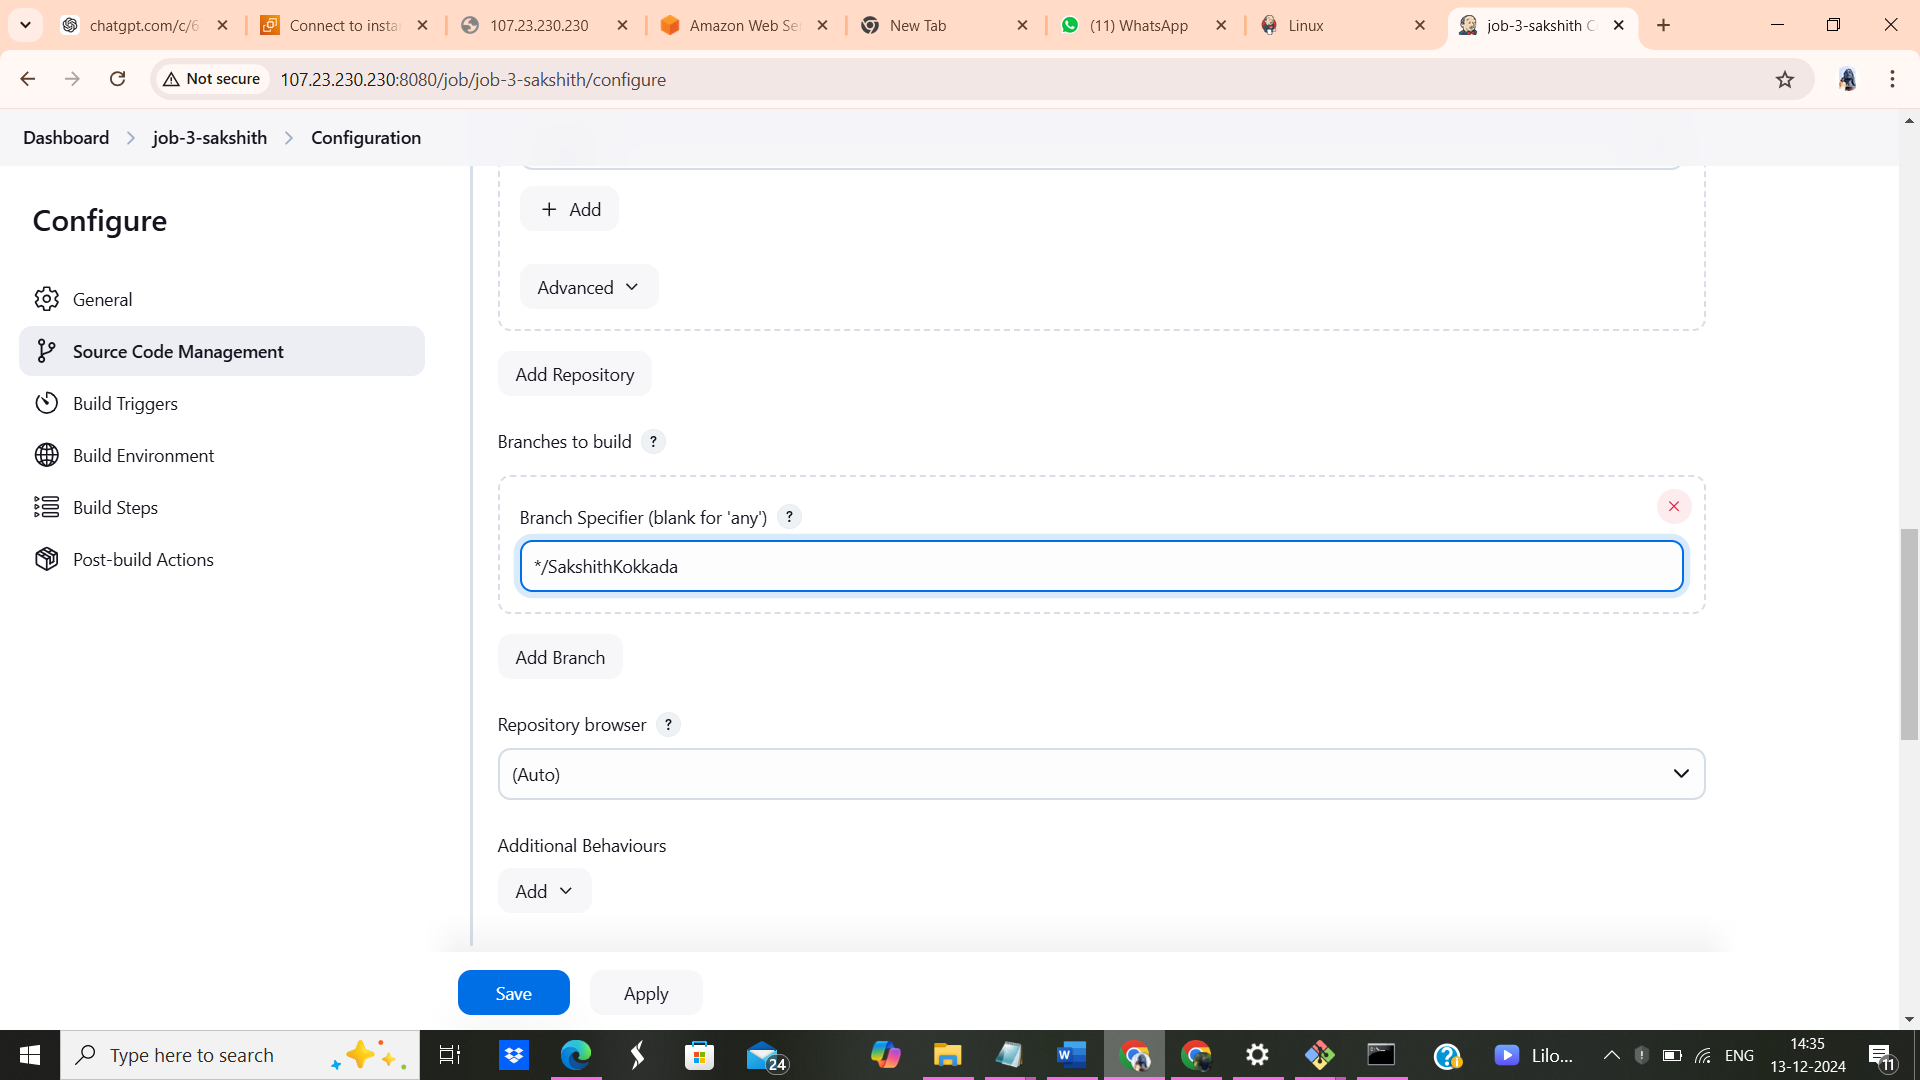 chatgpt.com/c/6
Connect to insta
107.23.230.230
Amazon Web Se
New Tab
(11) WhatsApp
Linux
job-3-sakshith C
Not secure
107.23.230.230:8080/job/job-3-sakshith/configure
Dashboard
job-3-sakshith
Configuration
Configure
General
Source Code Management
Build Triggers
Build Environment
Build Steps
Post-build Actions
+ Add
Advanced
Add Repository
Branches to build ?
Branch Specifier (blank for 'any') ?
*/SakshithKokkada
Add Branch
Repository browser ?
(Auto)
Additional Behaviours
Add
Save
Apply
Type here to search
24
Lilo...
ENG
14:35
13-12-2024
11